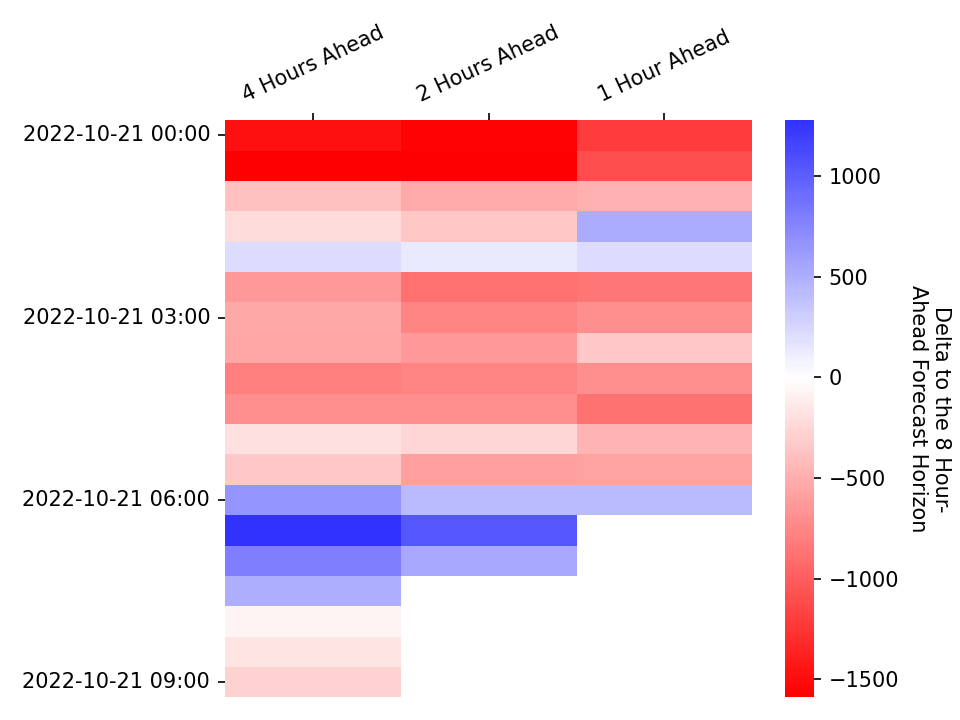 4 Hours Ahead
2 Hours Ahead
1 Hour Ahead
2022-10-21 00:00
2022-10-21 03:00
2022-10-21 06:00
2022-10-21 09:00
1000
500
0
−500
−1000
−1500
Delta to the 8 Hour-
Ahead Forecast Horizon